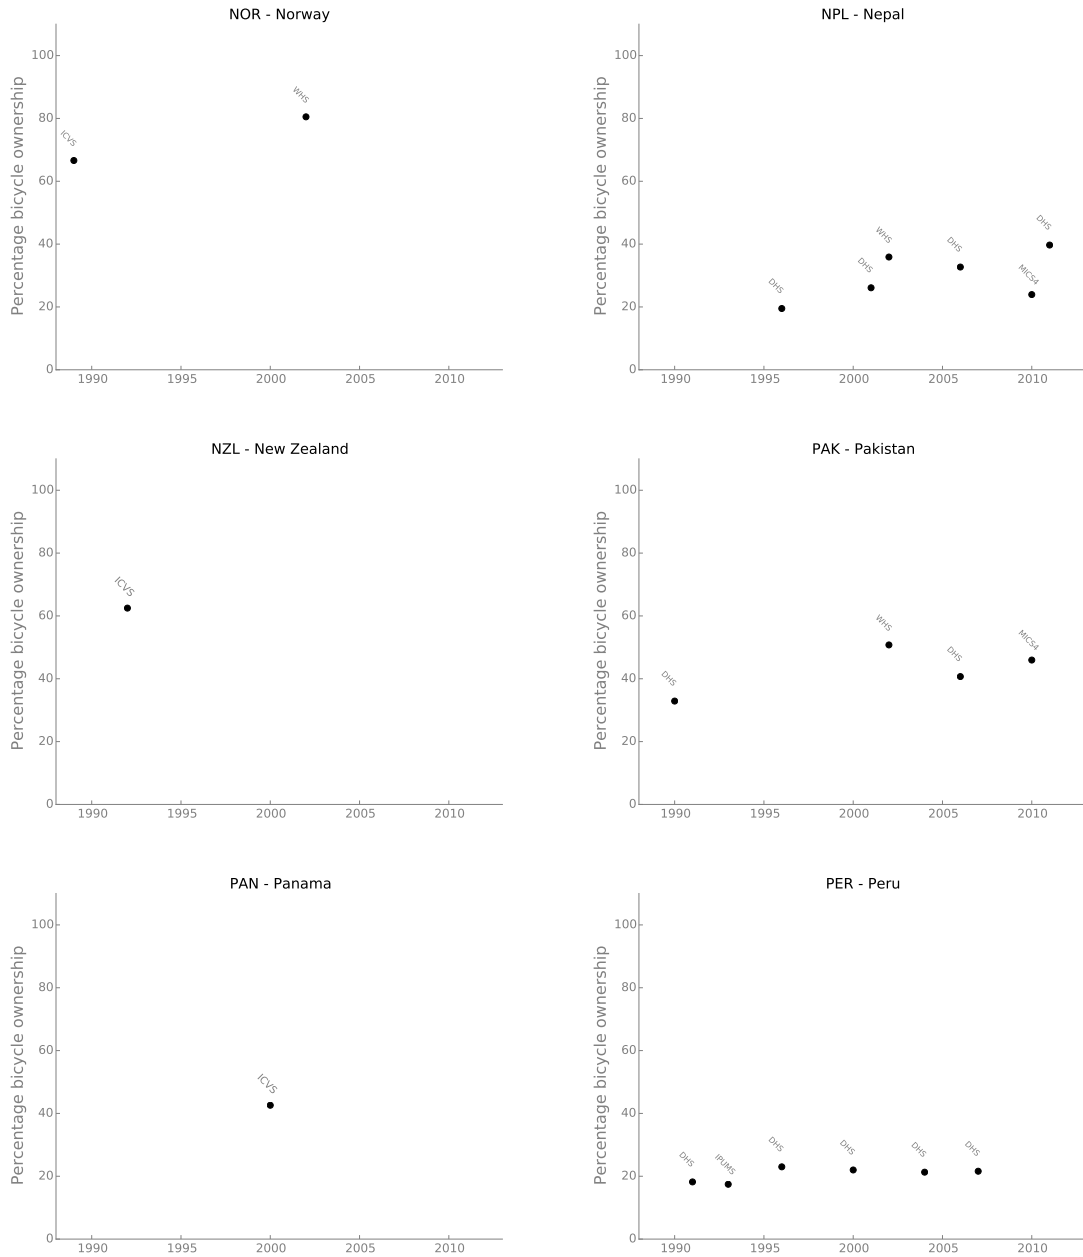 NOR - Norway
Percentage bicycle ownership
100
80
60
40
20
0
ICVS
WHS
1990 1995 2000 2005 2010
NPL - Nepal
Percentage bicycle ownership
100
80
60
40
20
0
DHS
DHS
WHS
DHS
MICS4
DHS
1990 1995 2000 2005 2010
NZL - New Zealand
Percentage bicycle ownership
100
80
60
40
20
0
ICVS
1990 1995 2000 2005 2010
PAK - Pakistan
Percentage bicycle ownership
100
80
60
40
20
0
DHS
WHS
DHS
MICS4
1990 1995 2000 2005 2010
PAN - Panama
Percentage bicycle ownership
100
80
60
40
20
0
ICVS
1990 1995 2000 2005 2010
PER - Peru
Percentage bicycle ownership
100
80
60
40
20
0
DHS
IPUMS
DHS
DHS
DHS
DHS
1990 1995 2000 2005 2010